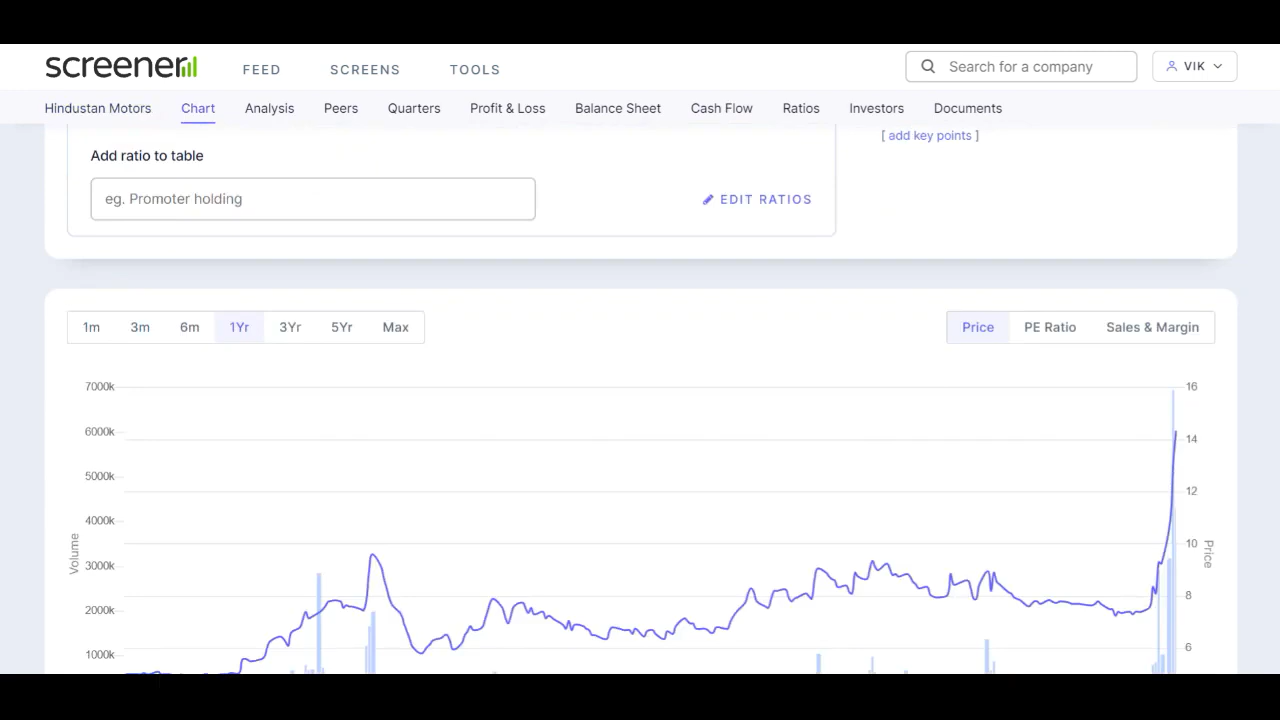 screener
FEED SCREENS TOOLS
Search for a company
VIK
Hindustan Motors Chart Analysis Peers Quarters Profit & Loss Balance Sheet Cash Flow Ratios Investors Documents
[ add key points ]
Add ratio to table
eg. Promoter holding
EDIT RATIOS
1m 3m 6m 1Yr 3Yr 5Yr Max
Price PE Ratio Sales & Margin
7000k 16
6000k 14
5000k 12
4000k
Volume
3000k 10
Price
2000k 8
1000k 6